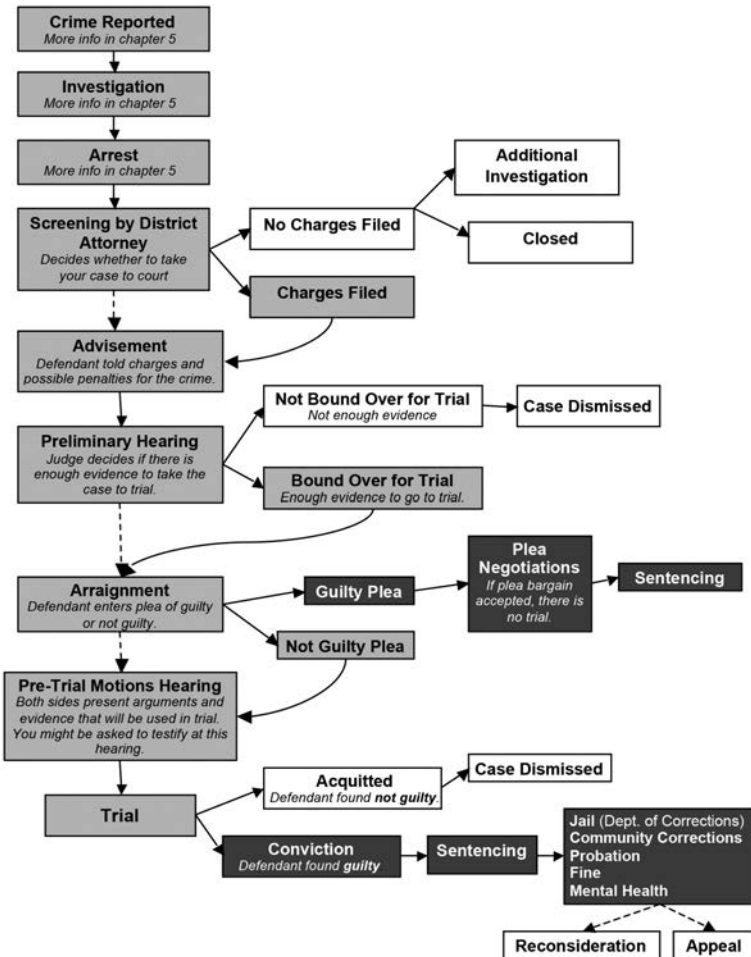 Crime Reported
More info in chapter 5
Investigation
More info in chapter 5
Arrest
More info in chapter 5
Additional
Investigation
Screening by District
Attorney
Decides whether to take
your case to court
No Charges Filed
Closed
Charges Filed
Advisement
Defendant told charges and
possible penalties for the crime.
Not Bound Over for Trial
Not enough evidence
Case Dismissed
Preliminary Hearing
Judge decides if there is
enough evidence to take the
case to trial.
Bound Over for Trial
Enough evidence to go to trial.
Plea
Negotiations
If plea bargain
accepted, there is
no trial.
Sentencing
Arraignment
Defendant enters plea of guilty
or not guilty.
Guilty Plea
Not Guilty Plea
Pre-Trial Motions Hearing
Both sides present arguments and
evidence that will be used in trial.
You might be asked to testify at this
hearing.
Acquitted
Defendant found not guilty.
Case Dismissed
Trial
Conviction
Defendant found guilty
Sentencing
Jail (Dept. of Corrections)
Community Corrections
Probation
Fine
Mental Health
Reconsideration
Appeal